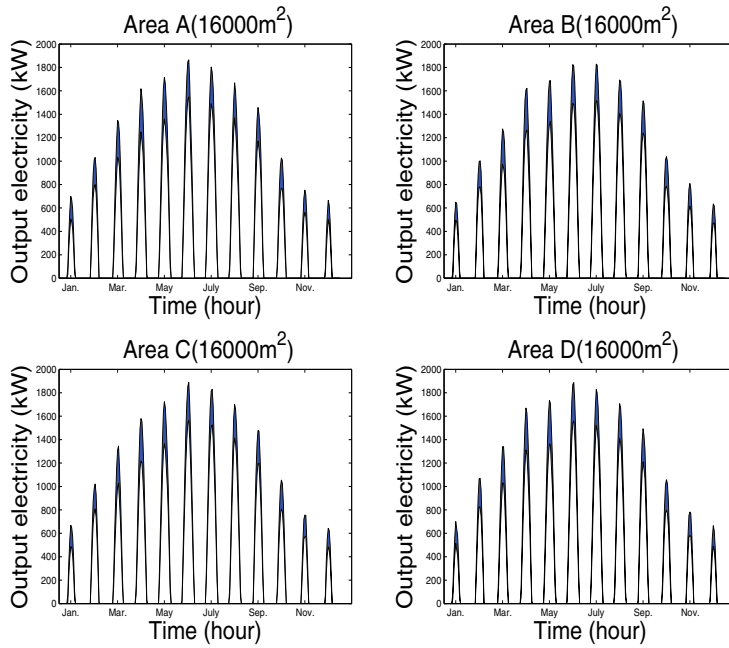 Area A(16000m²)
Output electricity (kW)
2000
1800
1600
1400
1200
1000
800
600
400
200
0
Jan. Mar. May July Sep. Nov.
Time (hour)
Area B(16000m²)
Output electricity (kW)
2000
1800
1600
1400
1200
1000
800
600
400
200
0
Jan. Mar. May July Sep. Nov.
Time (hour)
Area C(16000m²)
Output electricity (kW)
2000
1800
1600
1400
1200
1000
800
600
400
200
0
Jan. Mar. May July Sep. Nov.
Time (hour)
Area D(16000m²)
Output electricity (kW)
2000
1800
1600
1400
1200
1000
800
600
400
200
0
Jan. Mar. May July Sep. Nov.
Time (hour)